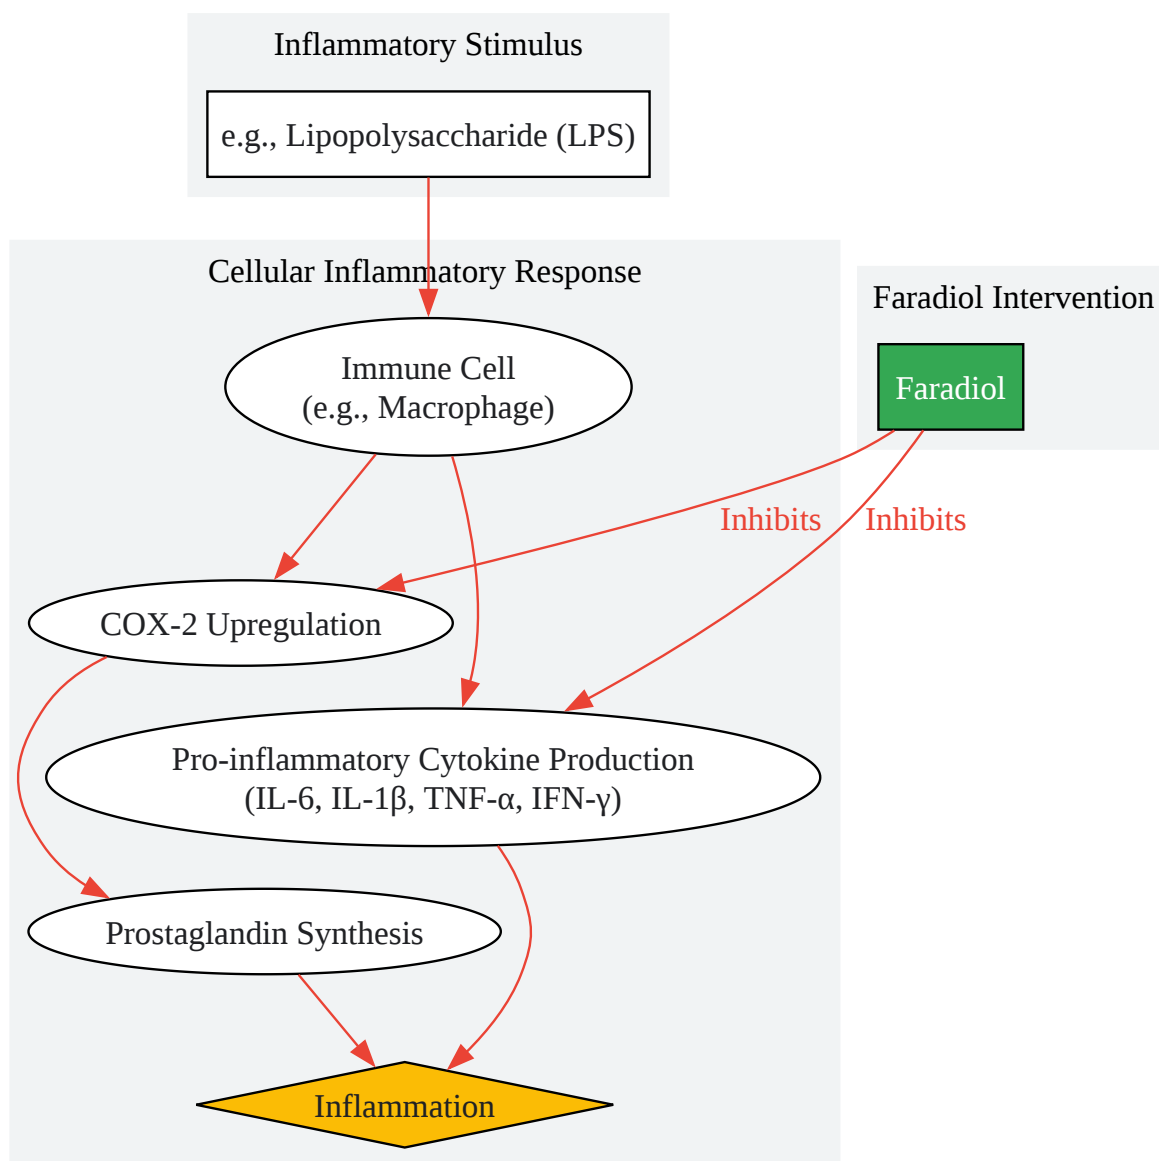 Inflammatory Stimulus
e.g., Lipopolysaccharide (LPS)
Cellular Inflammatory Response
Faradiol Intervention
Immune Cell
(e.g., Macrophage)
Faradiol
Inhibits
Inhibits
COX-2 Upregulation
Pro-inflammatory Cytokine Production
(IL-6, IL-1β, TNF-α, IFN-γ)
Prostaglandin Synthesis
Inflammation